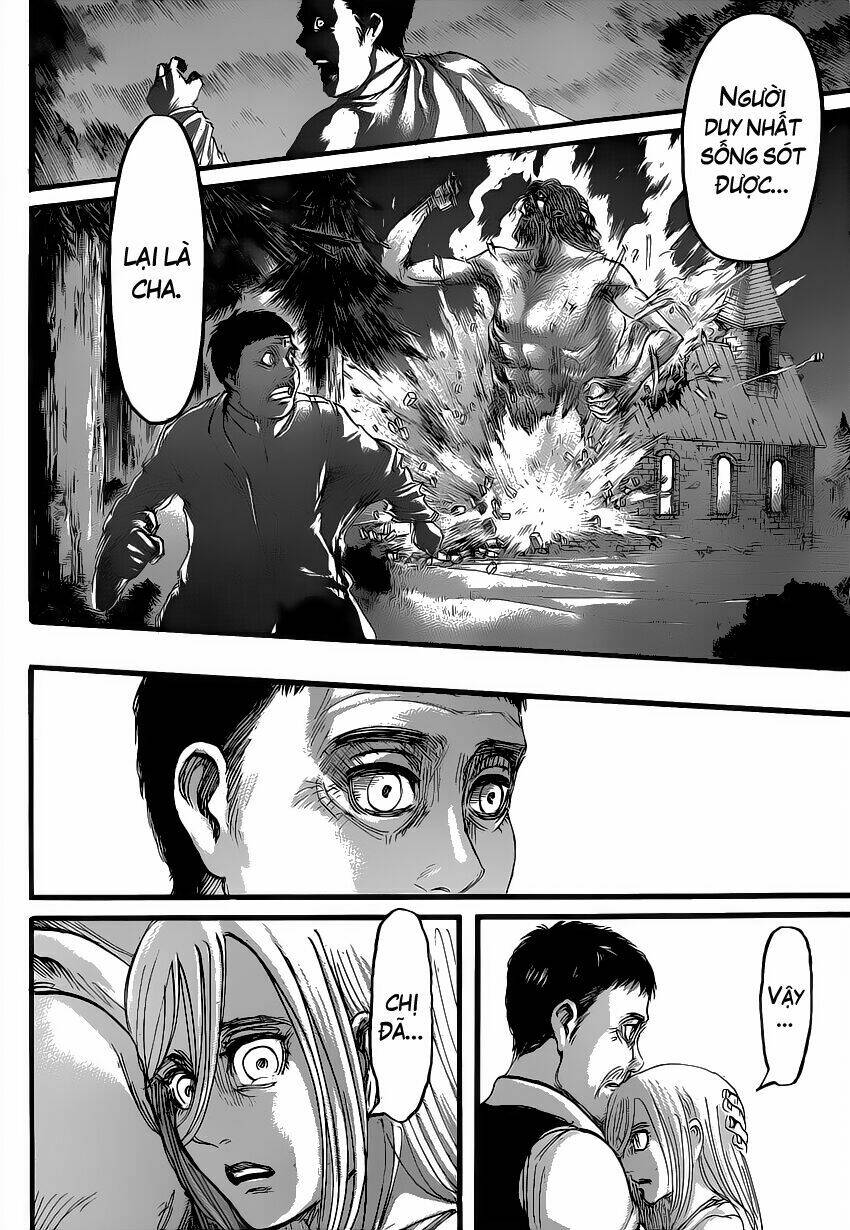 NGƯỜI
DUY NHẤT
SỐNG SÓT
ĐƯỢC...
LẠI LÀ
CHA.
VẬY
...
CHỊ
ĐÃ...